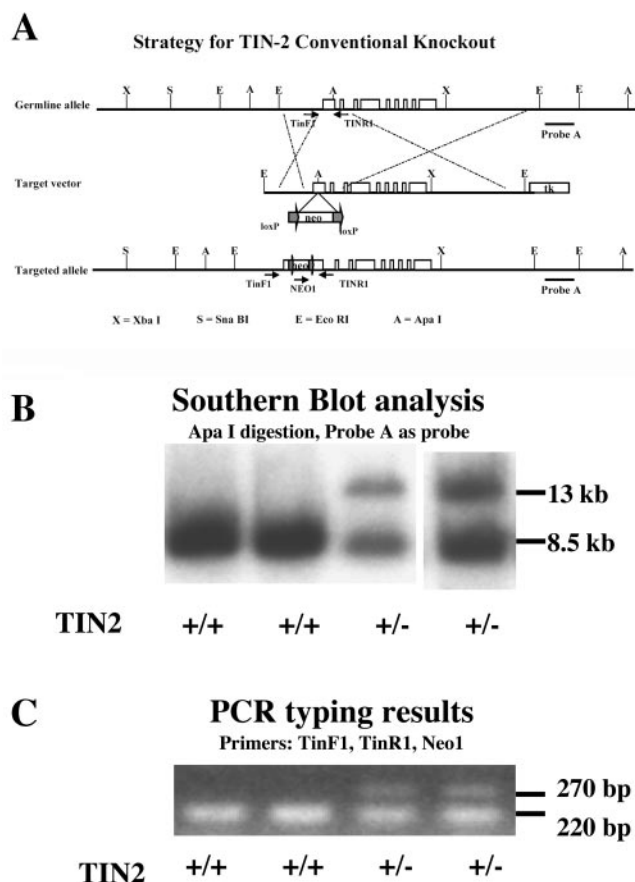 A
Strategy for TIN-2 Conventional Knockout
X S E A E A X E E A
Germline allele
TinF1 TINR1
Probe A
E A X E
Target vector
tk
loxP neo loxP
S E A E X E E A
Targeted allele
neo
TinF1 NEO1 TINR1
Probe A
X = Xba I S = Sna BI E = Eco RI A = Apa I
B
Southern Blot analysis
Apa I digestion, Probe A as probe
13 kb
8.5 kb
TIN2 +/+ +/+ +/- +/-
C
PCR typing results
Primers: TinF1, TinR1, Neo1
270 bp
220 bp
TIN2 +/+ +/+ +/- +/-